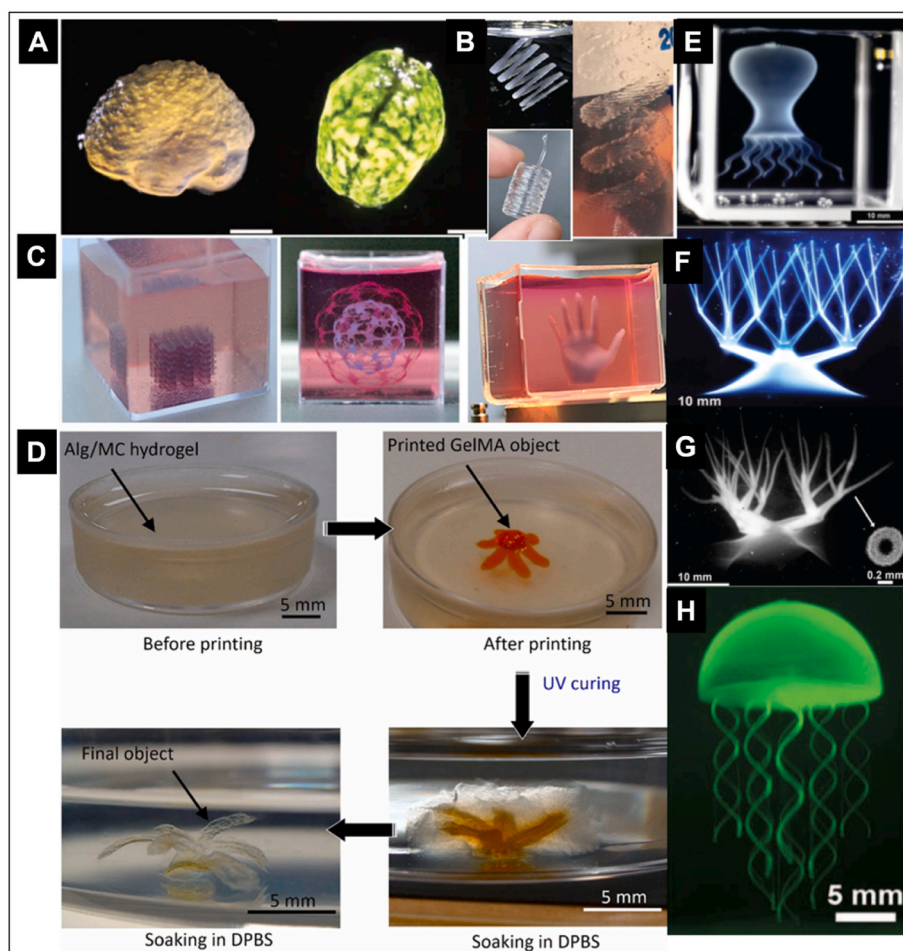 A
B
20
E
C
F
10 mm
10 mm
D
Alg/MC hydrogel
Printed GelMA object
G
5 mm
5 mm
10 mm
0.2 mm
Before printing
After printing
H
UV curing
Final object
5 mm
5 mm
5 mm
Soaking in DPBS
Soaking in DPBS